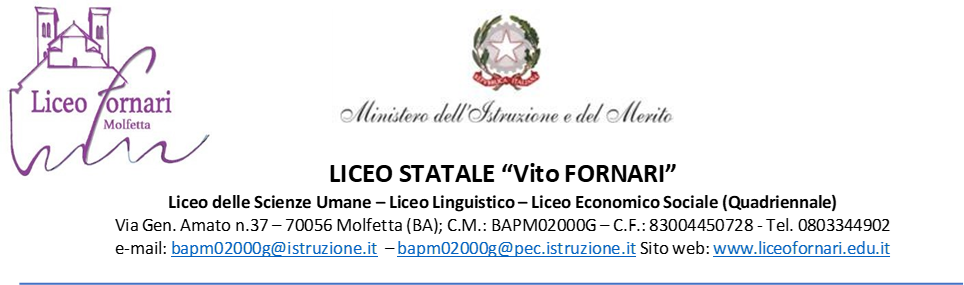 Liceo fornari
Molfetta
REPVBBLICA ITALIANA
Ministero dell'Istruzione e del Merito
LICEO STATALE “Vito FORNARI”
Liceo delle Scienze Umane – Liceo Linguistico – Liceo Economico Sociale (Quadriennale)
Via Gen. Amato n.37 – 70056 Molfetta (BA); C.M.: BAPM02000G – C.F.: 83004450728 - Tel. 0803344902
e-mail: bapm02000g@istruzione.it – bapm02000g@pec.istruzione.it Sito web: www.liceofornari.edu.it